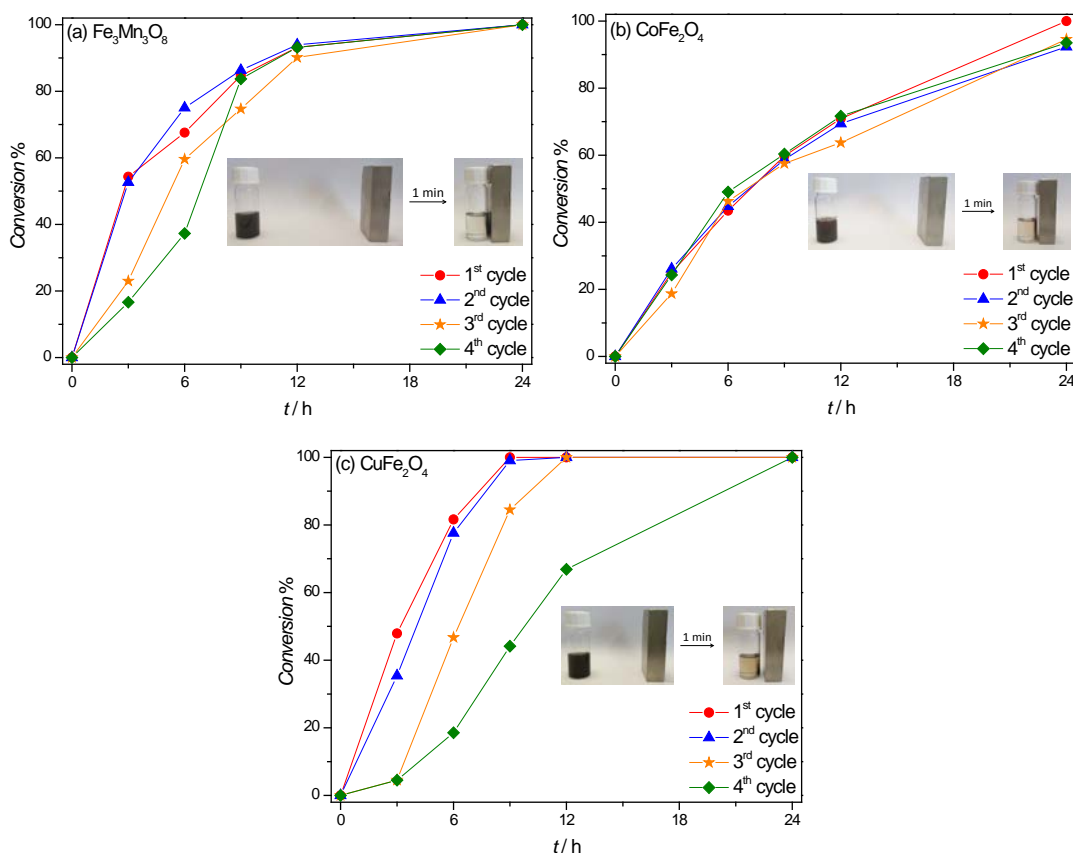 (a) Fe₃Mn₃O₈
Conversion %
100
80
60
40
20
0
1 min
1st cycle
2nd cycle
3rd cycle
4th cycle
0 6 12 18 24
t / h
(b) CoFe₂O₄
Conversion %
100
80
60
40
20
0
1 min
1st cycle
2nd cycle
3rd cycle
4th cycle
0 6 12 18 24
t / h
(c) CuFe₂O₄
Conversion %
100
80
60
40
20
0
1 min
1st cycle
2nd cycle
3rd cycle
4th cycle
0 6 12 18 24
t / h